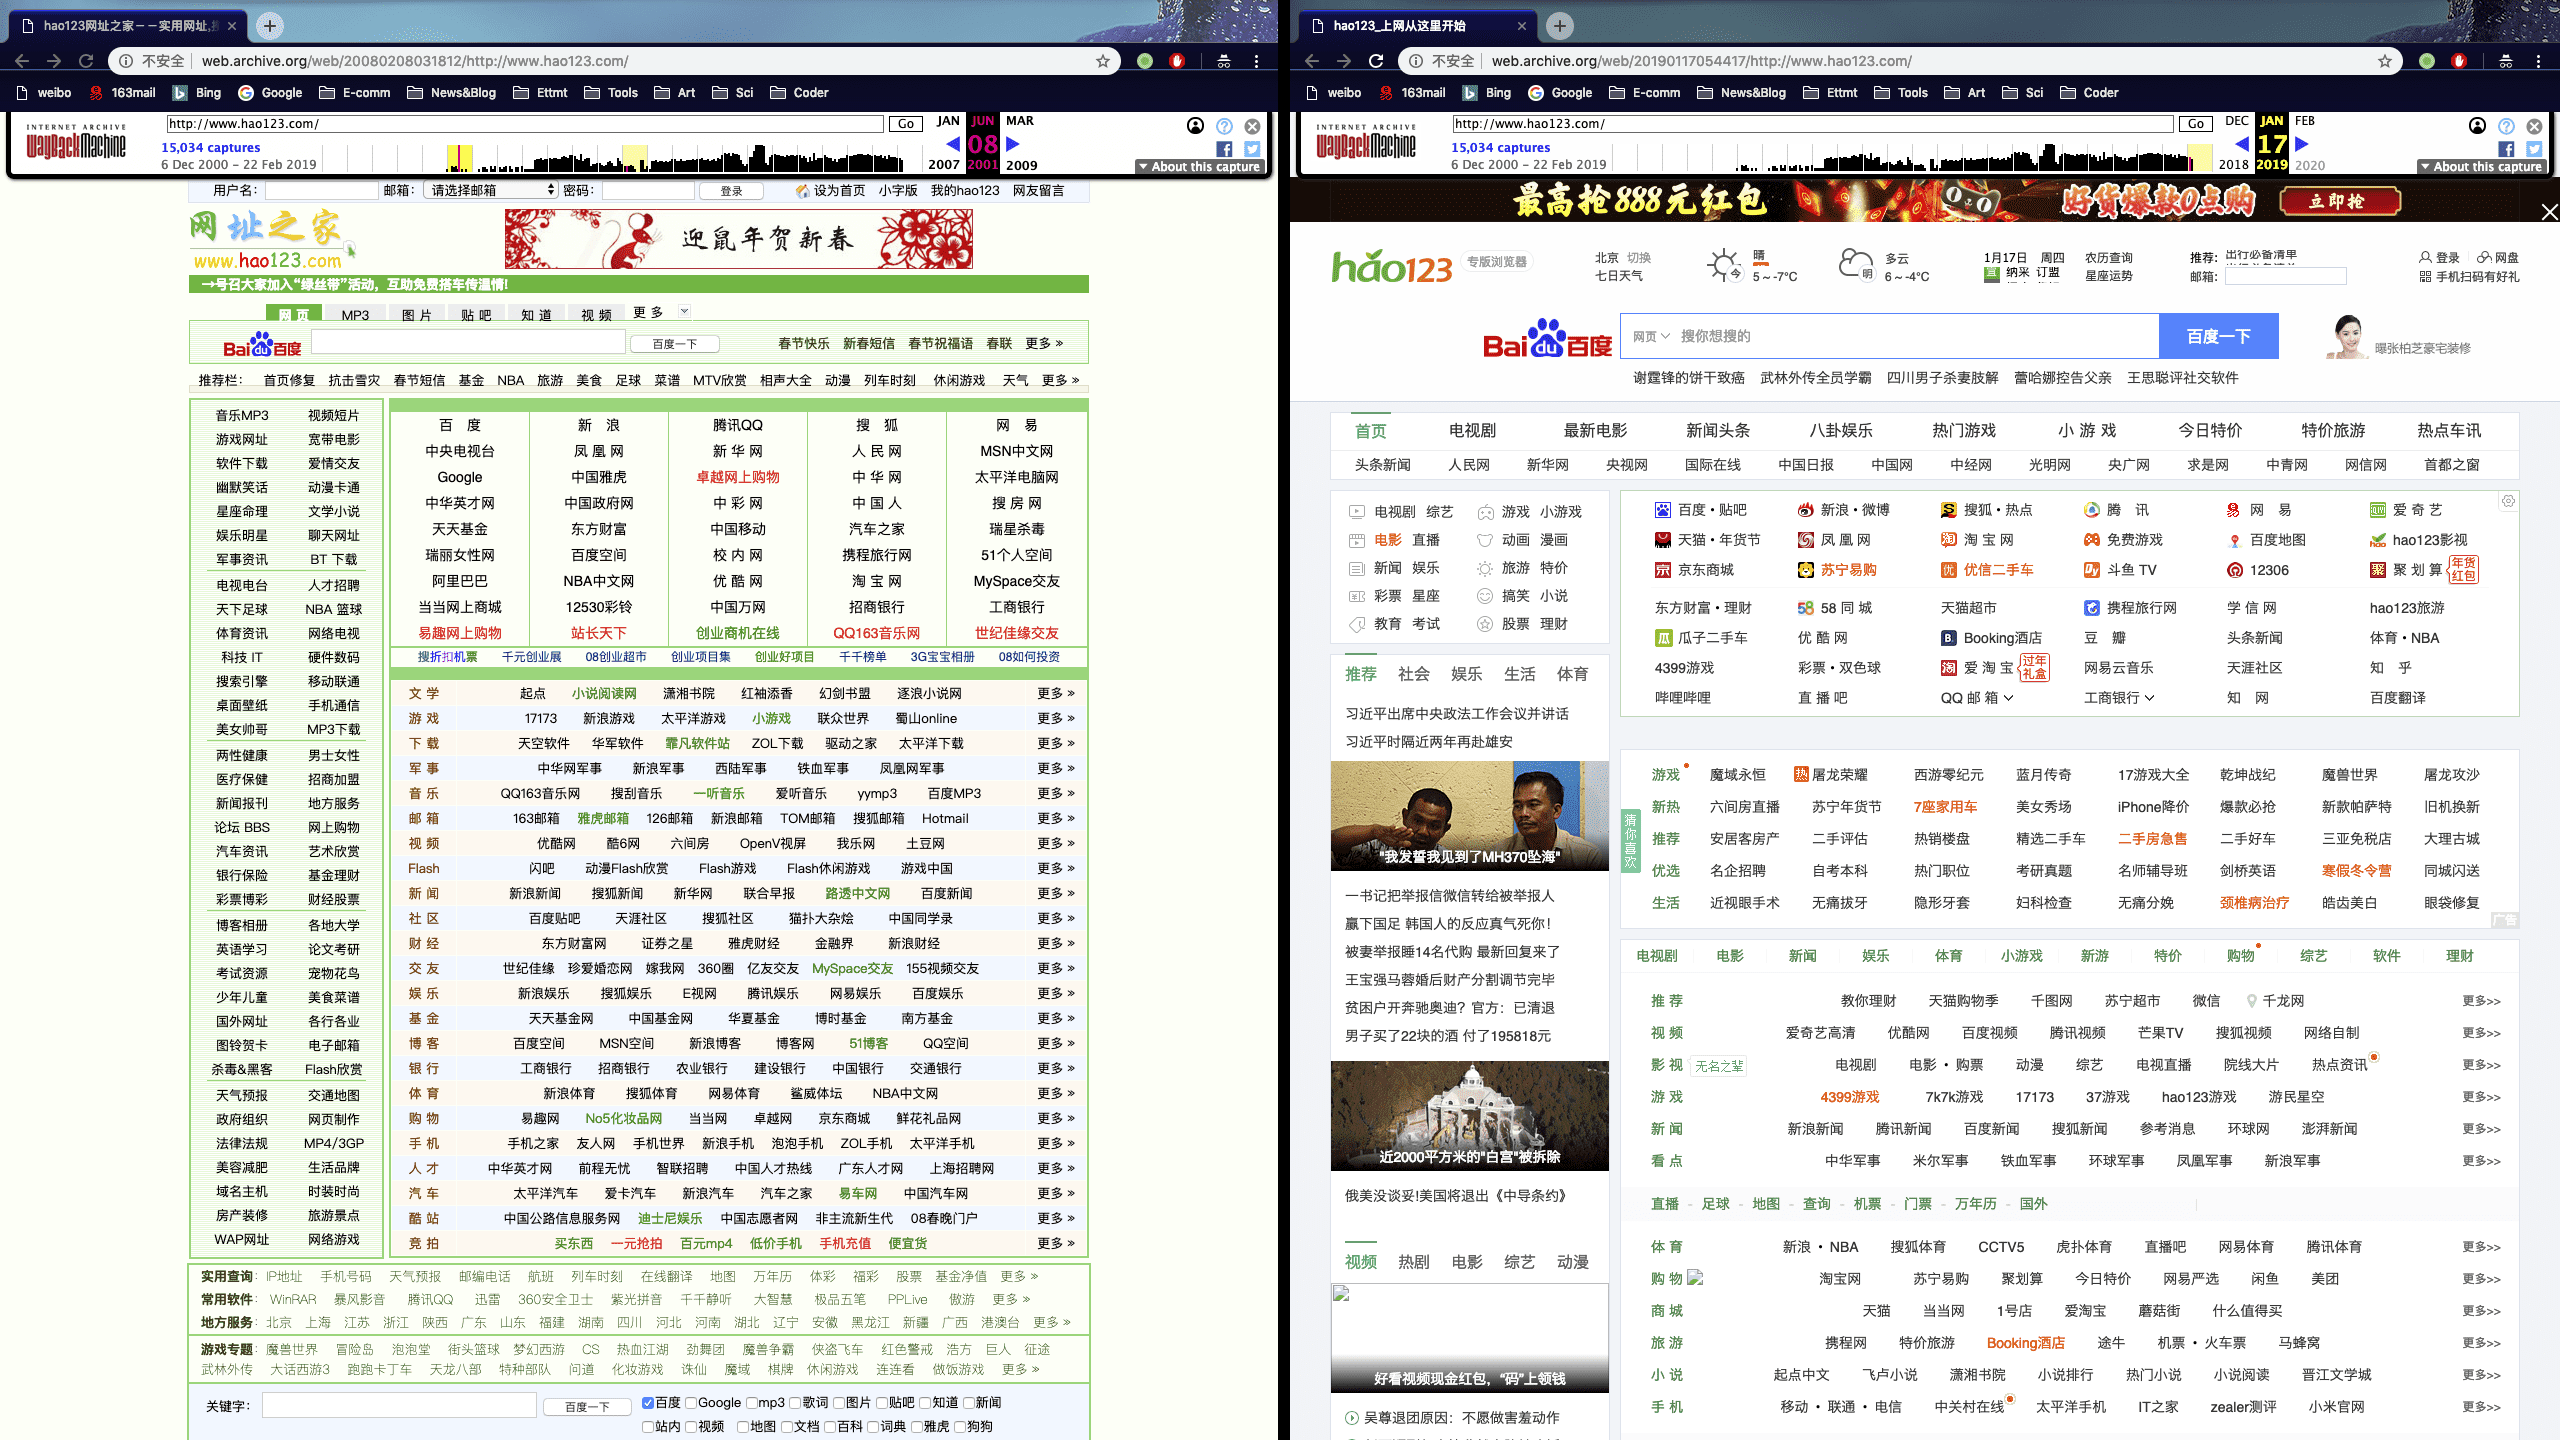 hao123网址之家－－实用网址,搜
不安全 web.archive.org/web/20080208031812/http://www.hao123.com/
weibo 163mail Bing Google E-comm News&Blog Ettmt Tools Art Sci Coder
INTERNET ARCHIVE
WayBackMachine
http://www.hao123.com/ Go
15,034 captures
6 Dec 2000 – 22 Feb 2019
JAN JUN MAR
08
2007 2001 2009
About this capture
用户名： 邮箱： 请选择邮箱 密码： 登录 设为首页 小字版 我的hao123 网友留言
网址之家
www.hao123.com
迎鼠年贺新春
→号召大家加入“绿丝带”活动，互助免费搭车传温情!
网页 MP3 图片 贴吧 知道 视频 更多
Bai du 百度 百度一下 春节快乐 新春短信 春节祝福语 春联 更多 »
推荐栏： 首页修复 抗击雪灾 春节短信 基金 NBA 旅游 美食 足球 菜谱 MTV欣赏 相声大全 动漫 列车时刻 休闲游戏 天气 更多 »
音乐MP3 视频短片
游戏网址 宽带电影
软件下载 爱情交友
幽默笑话 动漫卡通
星座命理 文学小说
娱乐明星 聊天网址
军事资讯 BT 下载
电视电台 人才招聘
天下足球 NBA 篮球
体育资讯 网络电视
科技 IT 硬件数码
搜索引擎 移动联通
桌面壁纸 手机通信
美女帅哥 MP3下载
两性健康 男士女性
医疗保健 招商加盟
新闻报刊 地方服务
论坛 BBS 网上购物
汽车资讯 艺术欣赏
银行保险 基金理财
彩票博彩 财经股票
博客相册 各地大学
英语学习 论文考研
考试资源 宠物花鸟
少年儿童 美食菜谱
国外网址 各行各业
图铃贺卡 电子邮箱
杀毒&黑客 Flash欣赏
天气预报 交通地图
政府组织 网页制作
法律法规 MP4/3GP
美容减肥 生活品牌
域名主机 时装时尚
房产装修 旅游景点
WAP网址 网络游戏
百 度 新 浪 腾讯QQ 搜 狐 网 易
中央电视台 凤 凰 网 新 华 网 人 民 网 MSN中文网
Google 中国雅虎 卓越网上购物 中 华 网 太平洋电脑网
中华英才网 中国政府网 中 彩 网 中 国 人 搜 房 网
天天基金 东方财富 中国移动 汽车之家 瑞星杀毒
瑞丽女性网 百度空间 校 内 网 携程旅行网 51个人空间
阿里巴巴 NBA中文网 优 酷 网 淘 宝 网 MySpace交友
当当网上商城 12530彩铃 中国万网 招商银行 工商银行
易趣网上购物 站长天下 创业商机在线 QQ163音乐网 世纪佳缘交友
搜折扣机票 千元创业展 08创业超市 创业项目集 创业好项目 千千榜单 3G宝宝相册 08如何投资
文 学 起点 小说阅读网 潇湘书院 红袖添香 幻剑书盟 逐浪小说网 更多 »
游 戏 17173 新浪游戏 太平洋游戏 小游戏 联众世界 蜀山online 更多 »
下 载 天空软件 华军软件 霏凡软件站 ZOL下载 驱动之家 太平洋下载 更多 »
军 事 中华网军事 新浪军事 西陆军事 铁血军事 凤凰网军事 更多 »
音 乐 QQ163音乐网 搜刮音乐 一听音乐 爱听音乐 yymp3 百度MP3 更多 »
邮 箱 163邮箱 雅虎邮箱 126邮箱 新浪邮箱 TOM邮箱 搜狐邮箱 Hotmail 更多 »
视 频 优酷网 酷6网 六间房 OpenV视屏 我乐网 土豆网 更多 »
Flash 闪吧 动漫Flash欣赏 Flash游戏 Flash休闲游戏 游戏中国 更多 »
新 闻 新浪新闻 搜狐新闻 新华网 联合早报 路透中文网 百度新闻 更多 »
社 区 百度贴吧 天涯社区 搜狐社区 猫扑大杂烩 中国同学录 更多 »
财 经 东方财富网 证券之星 雅虎财经 金融界 新浪财经 更多 »
交 友 世纪佳缘 珍爱婚恋网 嫁我网 360圈 亿友交友 MySpace交友 155视频交友 更多 »
娱 乐 新浪娱乐 搜狐娱乐 E视网 腾讯娱乐 网易娱乐 百度娱乐 更多 »
基 金 天天基金网 中国基金网 华夏基金 博时基金 南方基金 更多 »
博 客 百度空间 MSN空间 新浪博客 博客网 51博客 QQ空间 更多 »
银 行 工商银行 招商银行 农业银行 建设银行 中国银行 交通银行 更多 »
体 育 新浪体育 搜狐体育 网易体育 鲨威体坛 NBA中文网 更多 »
购 物 易趣网 No5化妆品网 当当网 卓越网 京东商城 鲜花礼品网 更多 »
手 机 手机之家 友人网 手机世界 新浪手机 泡泡手机 ZOL手机 太平洋手机 更多 »
人 才 中华英才网 前程无忧 智联招聘 中国人才热线 广东人才网 上海招聘网 更多 »
汽 车 太平洋汽车 爱卡汽车 新浪汽车 汽车之家 易车网 中国汽车网 更多 »
酷 站 中国公路信息服务网 迪士尼娱乐 中国志愿者网 非主流新生代 08春晚门户 更多 »
竞 拍 买东西 一元抢拍 百元mp4 低价手机 手机充值 便宜货 更多 »
实用查询： IP地址 手机号码 天气预报 邮编电话 航班 列车时刻 在线翻译 地图 万年历 体彩 福彩 股票 基金净值 更多 »
常用软件： WinRAR 暴风影音 腾讯QQ 迅雷 360安全卫士 紫光拼音 千千静听 大智慧 极品五笔 PPLive 傲游 更多 »
地方服务： 北京 上海 江苏 浙江 陕西 广东 山东 福建 湖南 四川 河北 河南 湖北 辽宁 安徽 黑龙江 新疆 广西 港澳台 更多 »
游戏专题： 魔兽世界 冒险岛 泡泡堂 街头篮球 梦幻西游 CS 热血江湖 劲舞团 魔兽争霸 侠盗飞车 红色警戒 浩方 巨人 征途
武林外传 大话西游3 跑跑卡丁车 天龙八部 特种部队 问道 化妆游戏 诛仙 魔域 棋牌 休闲游戏 连连看 做饭游戏 更多 »
关键字： 百度一下 百度 Google mp3 歌词 图片 贴吧 知道 新闻
站内 视频 地图 文档 百科 词典 雅虎 狗狗
hao123_上网从这里开始
不安全 web.archive.org/web/20190117054417/http://www.hao123.com/
weibo 163mail Bing Google E-comm News&Blog Ettmt Tools Art Sci Coder
INTERNET ARCHIVE
WayBackMachine
http://www.hao123.com/ Go
15,034 captures
6 Dec 2000 – 22 Feb 2019
DEC JAN FEB
17
2018 2019 2020
About this capture
最高抢888元红包 好货爆款0点购 立即抢
hao123 专版浏览器
北京 切换
七日天气
今 晴
5～-7°C
明 多云
6～-4°C
1月17日 周四 农历查询
宜 纳采 订盟 星座运势
推荐： 出行必备清单
邮箱：
登录 网盘
手机扫码有好礼
Bai du 百度 网页 搜你想搜的 百度一下 曝张柏芝豪宅装修
谢霆锋的饼干致癌 武林外传全员学霸 四川男子杀妻肢解 蕾哈娜控告父亲 王思聪评社交软件
首页 电视剧 最新电影 新闻头条 八卦娱乐 热门游戏 小 游 戏 今日特价 特价旅游 热点车讯
头条新闻 人民网 新华网 央视网 国际在线 中国日报 中国网 中经网 光明网 央广网 求是网 中青网 网信网 首都之窗
电视剧 综艺 游戏 小游戏
电影 直播 动画 漫画
新闻 娱乐 旅游 特价
彩票 星座 搞笑 小说
教育 考试 股票 理财
推荐 社会 娱乐 生活 体育
习近平出席中央政法工作会议并讲话
习近平时隔近两年再赴雄安
"我发誓我见到了MH370坠海"
一书记把举报信微信转给被举报人
赢下国足 韩国人的反应真气死你！
被妻举报睡14名代购 最新回复来了
王宝强马蓉婚后财产分割调节完毕
贫困户开奔驰奥迪？官方：已清退
男子买了22块的酒 付了195818元
近2000平方米的"白宫"被拆除
俄美没谈妥!美国将退出《中导条约》
视频 热剧 电影 综艺 动漫
好看视频现金红包，“码”上领钱
吴尊退团原因：不愿做害羞动作
百度 • 贴吧 新浪 • 微博 搜狐 • 热点 腾 讯 网 易 爱 奇 艺
天猫 • 年货节 凤 凰 网 淘 宝 网 免费游戏 百度地图 hao123影视
京东商城 苏宁易购 优信二手车 斗鱼 TV 12306 聚 划 算 年货红包
东方财富 • 理财 58 同 城 天猫超市 携程旅行网 学 信 网 hao123旅游
瓜子二手车 优 酷 网 Booking酒店 豆 瓣 头条新闻 体育 • NBA
4399游戏 彩票 • 双色球 爱 淘 宝 过年礼盒 网易云音乐 天涯社区 知 乎
哔哩哔哩 直 播 吧 QQ 邮 箱 工商银行 知 网 百度翻译
猜你喜欢
游戏 魔域永恒 热 屠龙荣耀 西游零纪元 蓝月传奇 17游戏大全 乾坤战纪 魔兽世界 屠龙攻沙
新热 六间房直播 苏宁年货节 7座家用车 美女秀场 iPhone降价 爆款必抢 新款帕萨特 旧机换新
推荐 安居客房产 二手评估 热销楼盘 精选二手车 二手房急售 二手好车 三亚免税店 大理古城
优选 名企招聘 自考本科 热门职位 考研真题 名师辅导班 剑桥英语 寒假冬令营 同城闪送
生活 近视眼手术 无痛拔牙 隐形牙套 妇科检查 无痛分娩 颈椎病治疗 皓齿美白 眼袋修复
广告
电视剧 电影 新闻 娱乐 体育 小游戏 新游 特价 购物 综艺 软件 理财
推 荐 教你理财 天猫购物季 千图网 苏宁超市 微信 千龙网 更多>>
视 频 爱奇艺高清 优酷网 百度视频 腾讯视频 芒果TV 搜狐视频 网络自制 更多>>
影 视 无名之辈 电视剧 电影 • 购票 动漫 综艺 电视直播 院线大片 热点资讯 更多>>
游 戏 4399游戏 7k7k游戏 17173 37游戏 hao123游戏 游民星空 更多>>
新 闻 新浪新闻 腾讯新闻 百度新闻 搜狐新闻 参考消息 环球网 澎湃新闻 更多>>
看 点 中华军事 米尔军事 铁血军事 环球军事 凤凰军事 新浪军事 更多>>
直播 - 足球 - 地图 - 查询 - 机票 - 门票 - 万年历 - 国外
体 育 新浪 • NBA 搜狐体育 CCTV5 虎扑体育 直播吧 网易体育 腾讯体育 更多>>
购 物 淘宝网 苏宁易购 聚划算 今日特价 网易严选 闲鱼 美团 更多>>
商 城 天猫 当当网 1号店 爱淘宝 蘑菇街 什么值得买 更多>>
旅 游 携程网 特价旅游 Booking酒店 途牛 机票 • 火车票 马蜂窝 更多>>
小 说 起点中文 飞卢小说 潇湘书院 小说排行 热门小说 小说阅读 晋江文学城 更多>>
手 机 移动 • 联通 • 电信 中关村在线 太平洋手机 IT之家 zealer测评 小米官网 更多>>